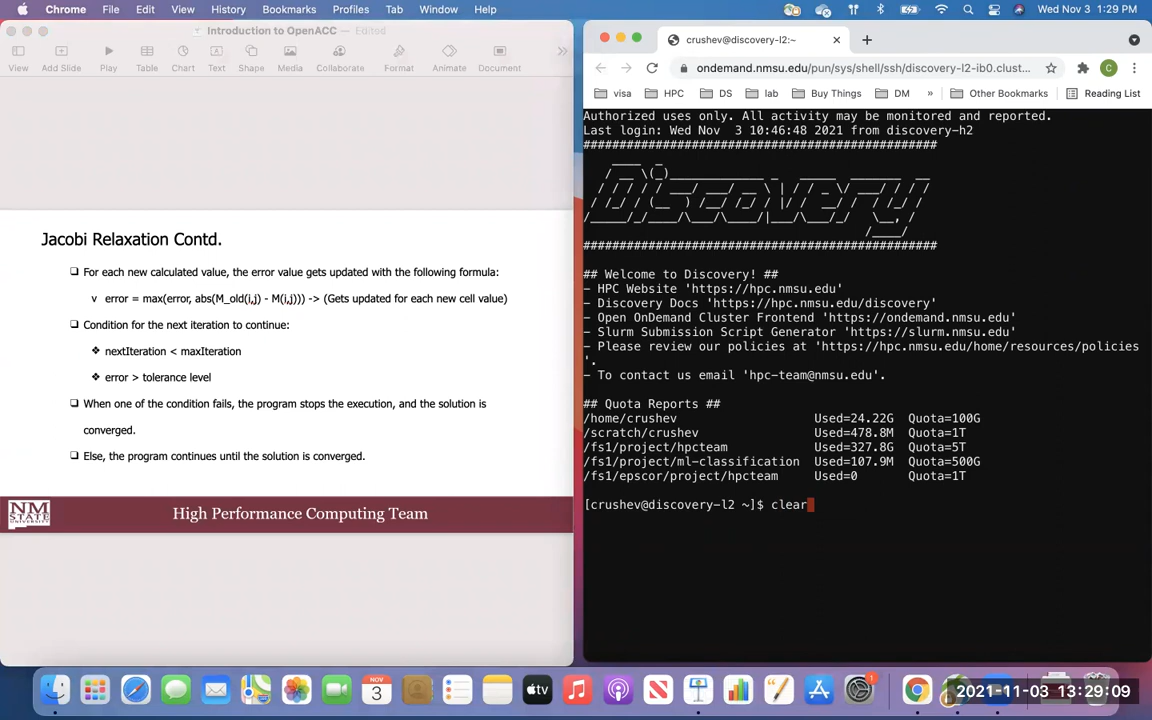 Chrome File Edit View History Bookmarks Profiles Tab Window Help Wed Nov 3 1:29 PM
Introduction to OpenACC — Edited
View Add Slide Play Table Chart Text Shape Media Collaborate Format Animate Document
Jacobi Relaxation Contd.
❑ For each new calculated value, the error value gets updated with the following formula:
v error = max(error, abs(M_old(i,j) - M(i,j))) -> (Gets updated for each new cell value)
❑ Condition for the next iteration to continue:
❖ nextIteration < maxIteration
❖ error > tolerance level
❑ When one of the condition fails, the program stops the execution, and the solution is
converged.
❑ Else, the program continues until the solution is converged.
NM
STATE
High Performance Computing Team
crushev@discovery-l2:~
ondemand.nmsu.edu/pun/sys/shell/ssh/discovery-l2-ib0.clust...
visa HPC DS lab Buy Things DM » Other Bookmarks Reading List
Authorized uses only. All activity may be monitored and reported.
Last login: Wed Nov  3 10:46:48 2021 from discovery-h2
##################################################
Discovery
##################################################
## Welcome to Discovery! ##
- HPC Website 'https://hpc.nmsu.edu'
- Discovery Docs 'https://hpc.nmsu.edu/discovery'
- Open OnDemand Cluster Frontend 'https://ondemand.nmsu.edu'
- Slurm Submission Script Generator 'https://slurm.nmsu.edu'
- Please review our policies at 'https://hpc.nmsu.edu/home/resources/policies
'.
- To contact us email 'hpc-team@nmsu.edu'.
## Quota Reports ##
/home/crushev Used=24.22G Quota=100G
/scratch/crushev Used=478.8M Quota=1T
/fs1/project/hpcteam Used=327.8G Quota=5T
/fs1/project/ml-classification Used=107.9M Quota=500G
/fs1/epscor/project/hpcteam Used=0 Quota=1T
[crushev@discovery-l2 ~]$ clear
NOV
3
tv
1
2021-11-03 13:29:09